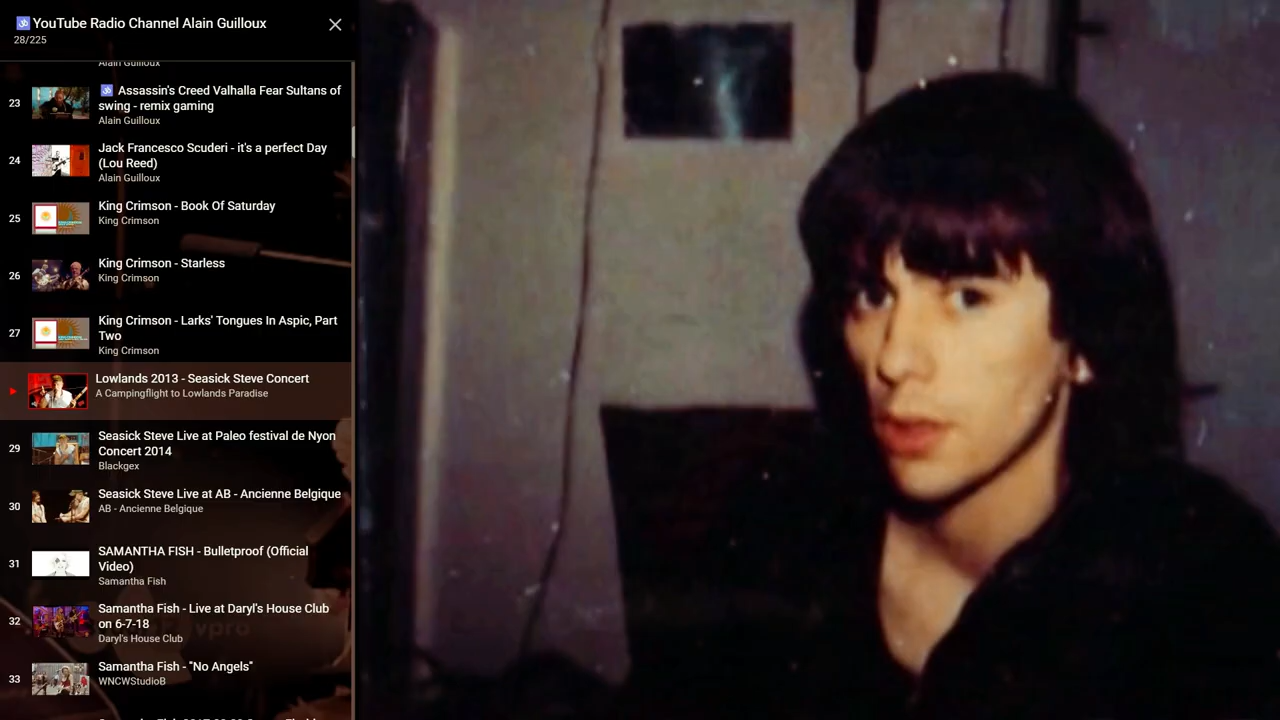 🕉YouTube Radio Channel Alain Guilloux
28/225
Alain Guilloux
23
🕉 Assassin's Creed Valhalla Fear Sultans of
swing - remix gaming
Alain Guilloux
24
Jack Francesco Scuderi - it's a perfect Day
(Lou Reed)
Alain Guilloux
25
King Crimson - Book Of Saturday
King Crimson
26
King Crimson - Starless
King Crimson
27
King Crimson - Larks' Tongues In Aspic, Part
Two
King Crimson
Lowlands 2013 - Seasick Steve Concert
A Campingflight to Lowlands Paradise
29
Seasick Steve Live at Paleo festival de Nyon
Concert 2014
Blackgex
30
Seasick Steve Live at AB - Ancienne Belgique
AB - Ancienne Belgique
31
SAMANTHA FISH - Bulletproof (Official
Video)
Samantha Fish
32
Samantha Fish - Live at Daryl's House Club
on 6-7-18
Daryl's House Club
vpro
33
Samantha Fish - "No Angels"
WNCWStudioB